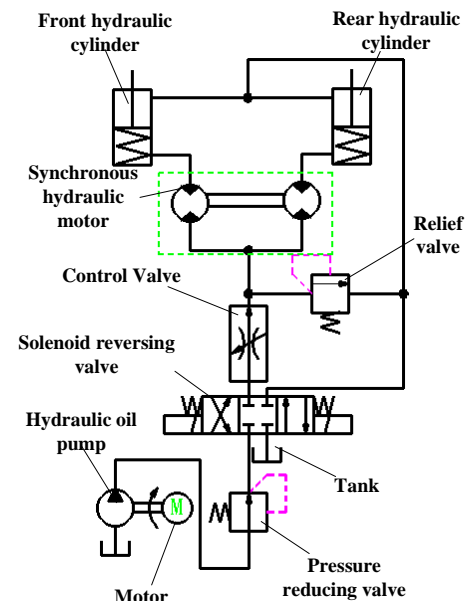 Front hydraulic
cylinder
Rear hydraulic
cylinder
Synchronous
hydraulic
motor
Relief
valve
Control Valve
Solenoid reversing
valve
Hydraulic oil
pump
Tank
M
Motor
Pressure
reducing valve